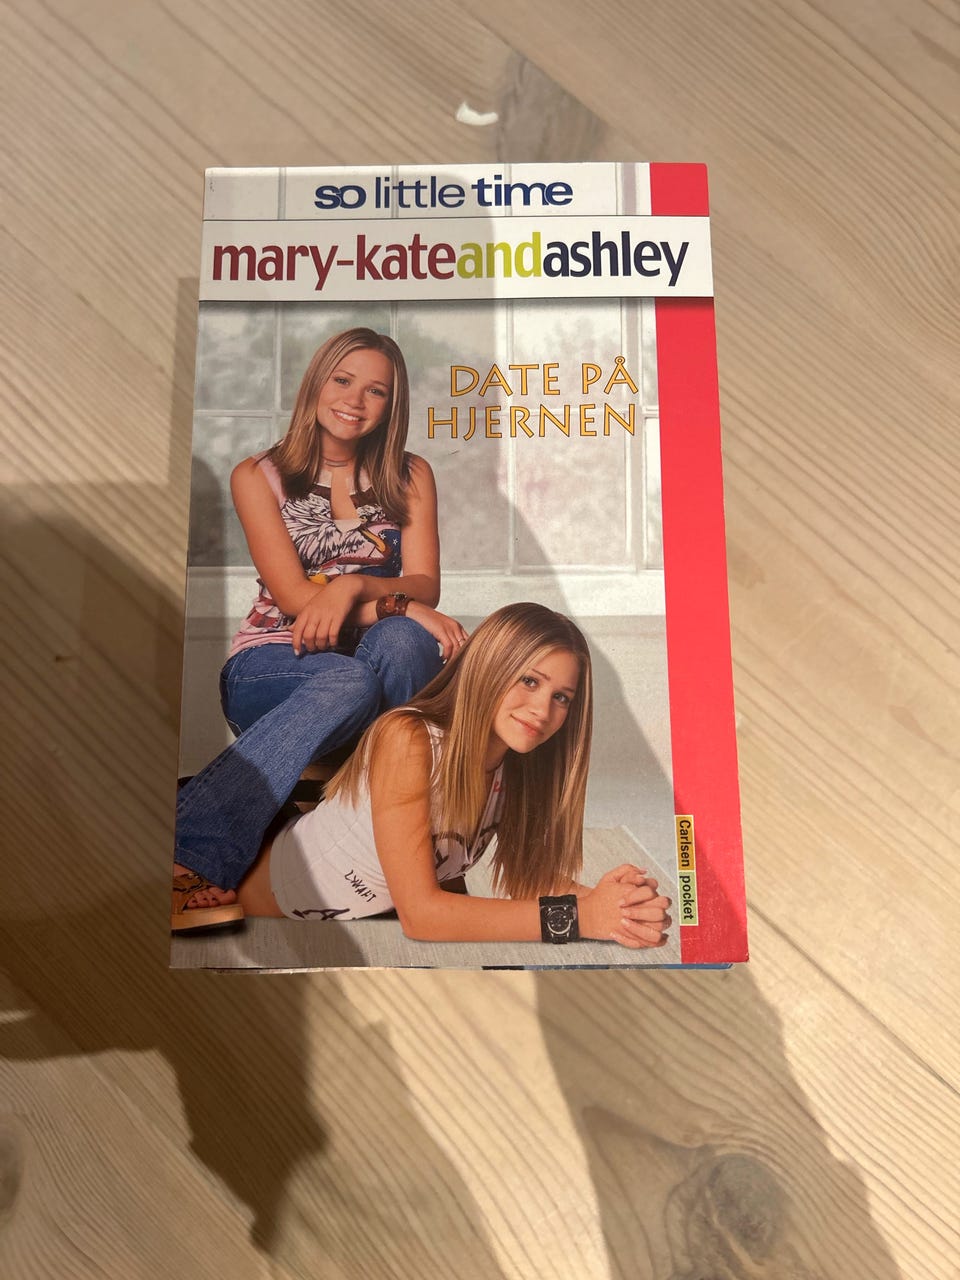 so little time
mary-kateandashley
DATE PÅ
HJERNEN
Carlsen pocket